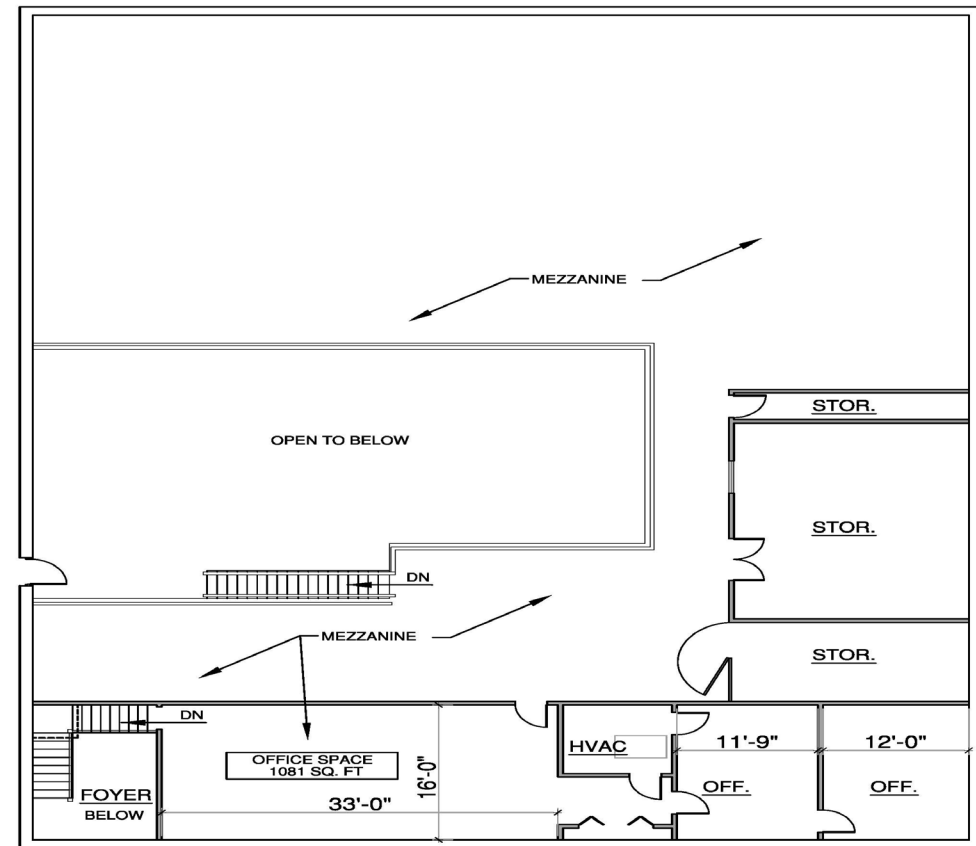 MEZZANINE
STOR.
OPEN TO BELOW
STOR.
DN
MEZZANINE
STOR.
DN
HVAC
11'-9"
12'-0"
OFFICE SPACE
1081 SQ. FT
16'-0"
33'-0"
FOYER
BELOW
OFF.
OFF.